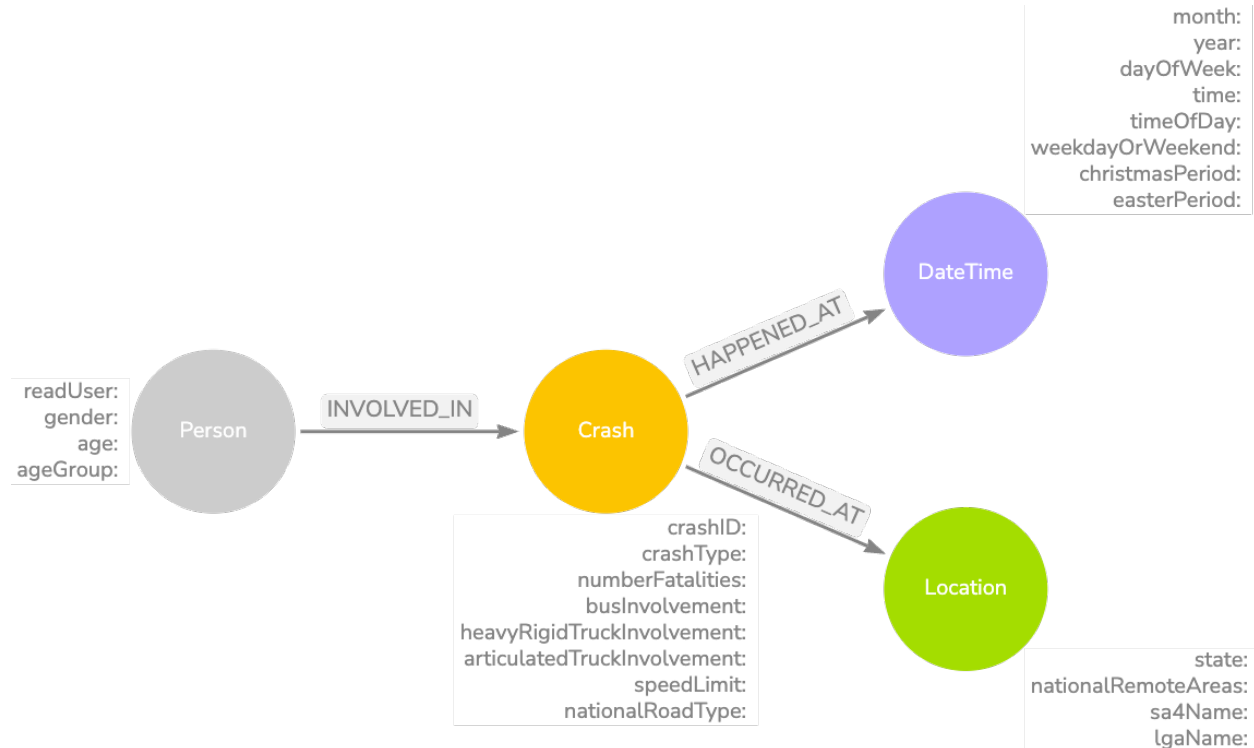 month:
year:
dayOfWeek:
time:
timeOfDay:
weekdayOrWeekend:
christmasPeriod:
easterPeriod:
DateTime
HAPPENED_AT
readUser:
gender:
age:
ageGroup:
Person
INVOLVED_IN
Crash
OCCURRED_AT
crashID:
crashType:
numberFatalities:
busInvolvement:
heavyRigidTruckInvolvement:
articulatedTruckInvolvement:
speedLimit:
nationalRoadType:
Location
state:
nationalRemoteAreas:
sa4Name:
lgaName: